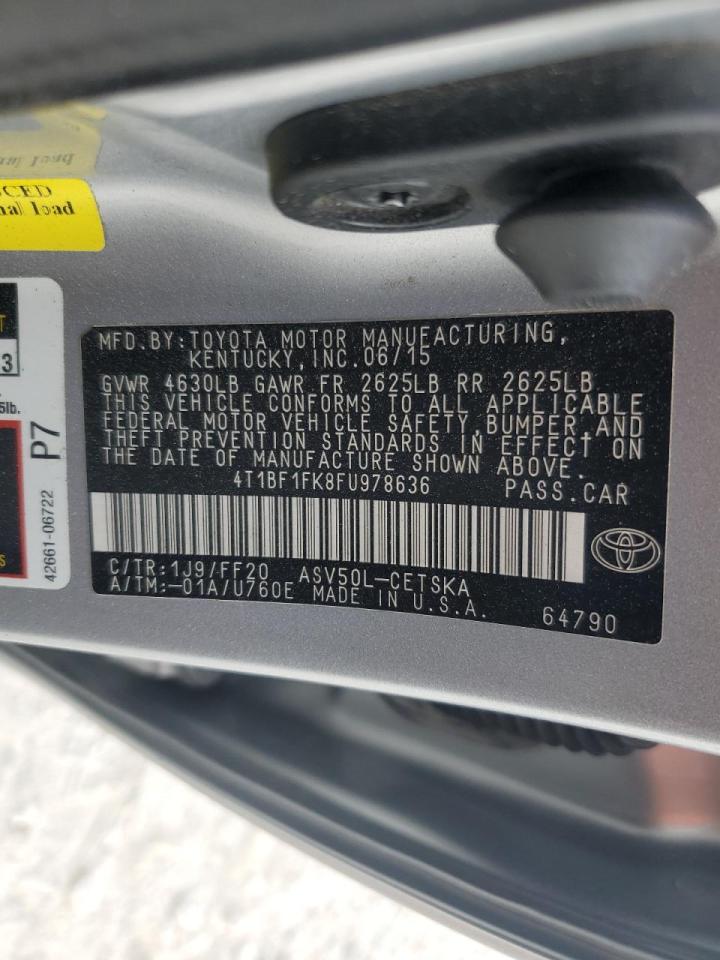 CED
nal load
T
3
5lb.
P7
42661-06722
S
MFD.BY:TOYOTA MOTOR MANUFACTURING,
KENTUCKY,INC.06/15
GVWR 4630LB GAWR FR 2625LB RR 2625LB
THIS VEHICLE CONFORMS TO ALL APPLICABLE
FEDERAL MOTOR VEHICLE SAFETY,BUMPER,AND
THEFT PREVENTION STANDARDS IN EFFECT ON
THE DATE OF MANUFACTURE SHOWN ABOVE.
4T1BF1FK8FU978636 PASS.CAR
C/TR:1J9/FF20 ASV50L-CETSKA
A/TM:-01A/U760E MADE IN U.S.A. 64790